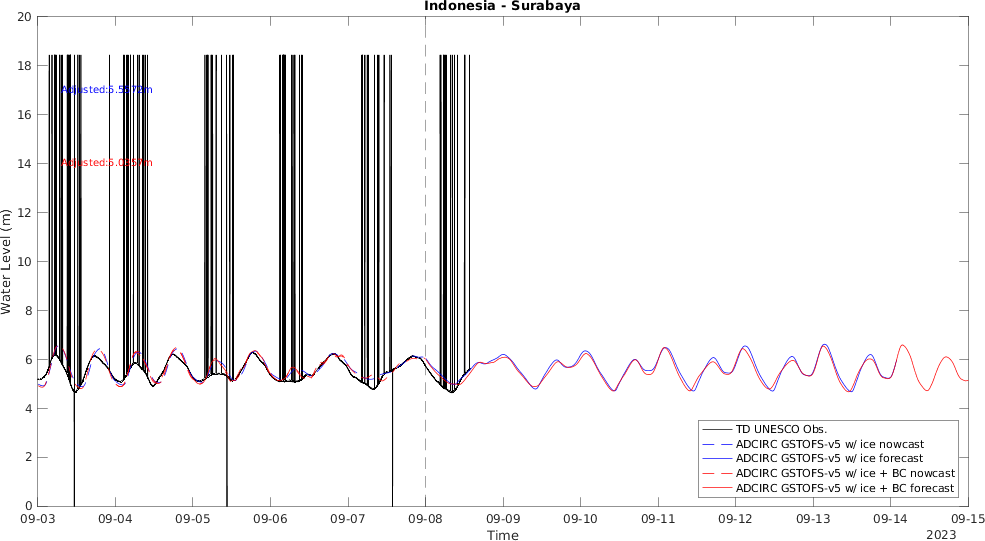 Indonesia - Surabaya
20
18
16
14
12
10
8
6
4
2
0
Water Level (m)
09-03 09-04 09-05 09-06 09-07 09-08 09-09 09-10 09-11 09-12 09-13 09-14 09-15
Time
2023
TD UNESCO Obs.
ADCIRC GSTOFS-v5 w/ ice nowcast
ADCIRC GSTOFS-v5 w/ ice forecast
ADCIRC GSTOFS-v5 w/ ice + BC nowcast
ADCIRC GSTOFS-v5 w/ ice + BC forecast